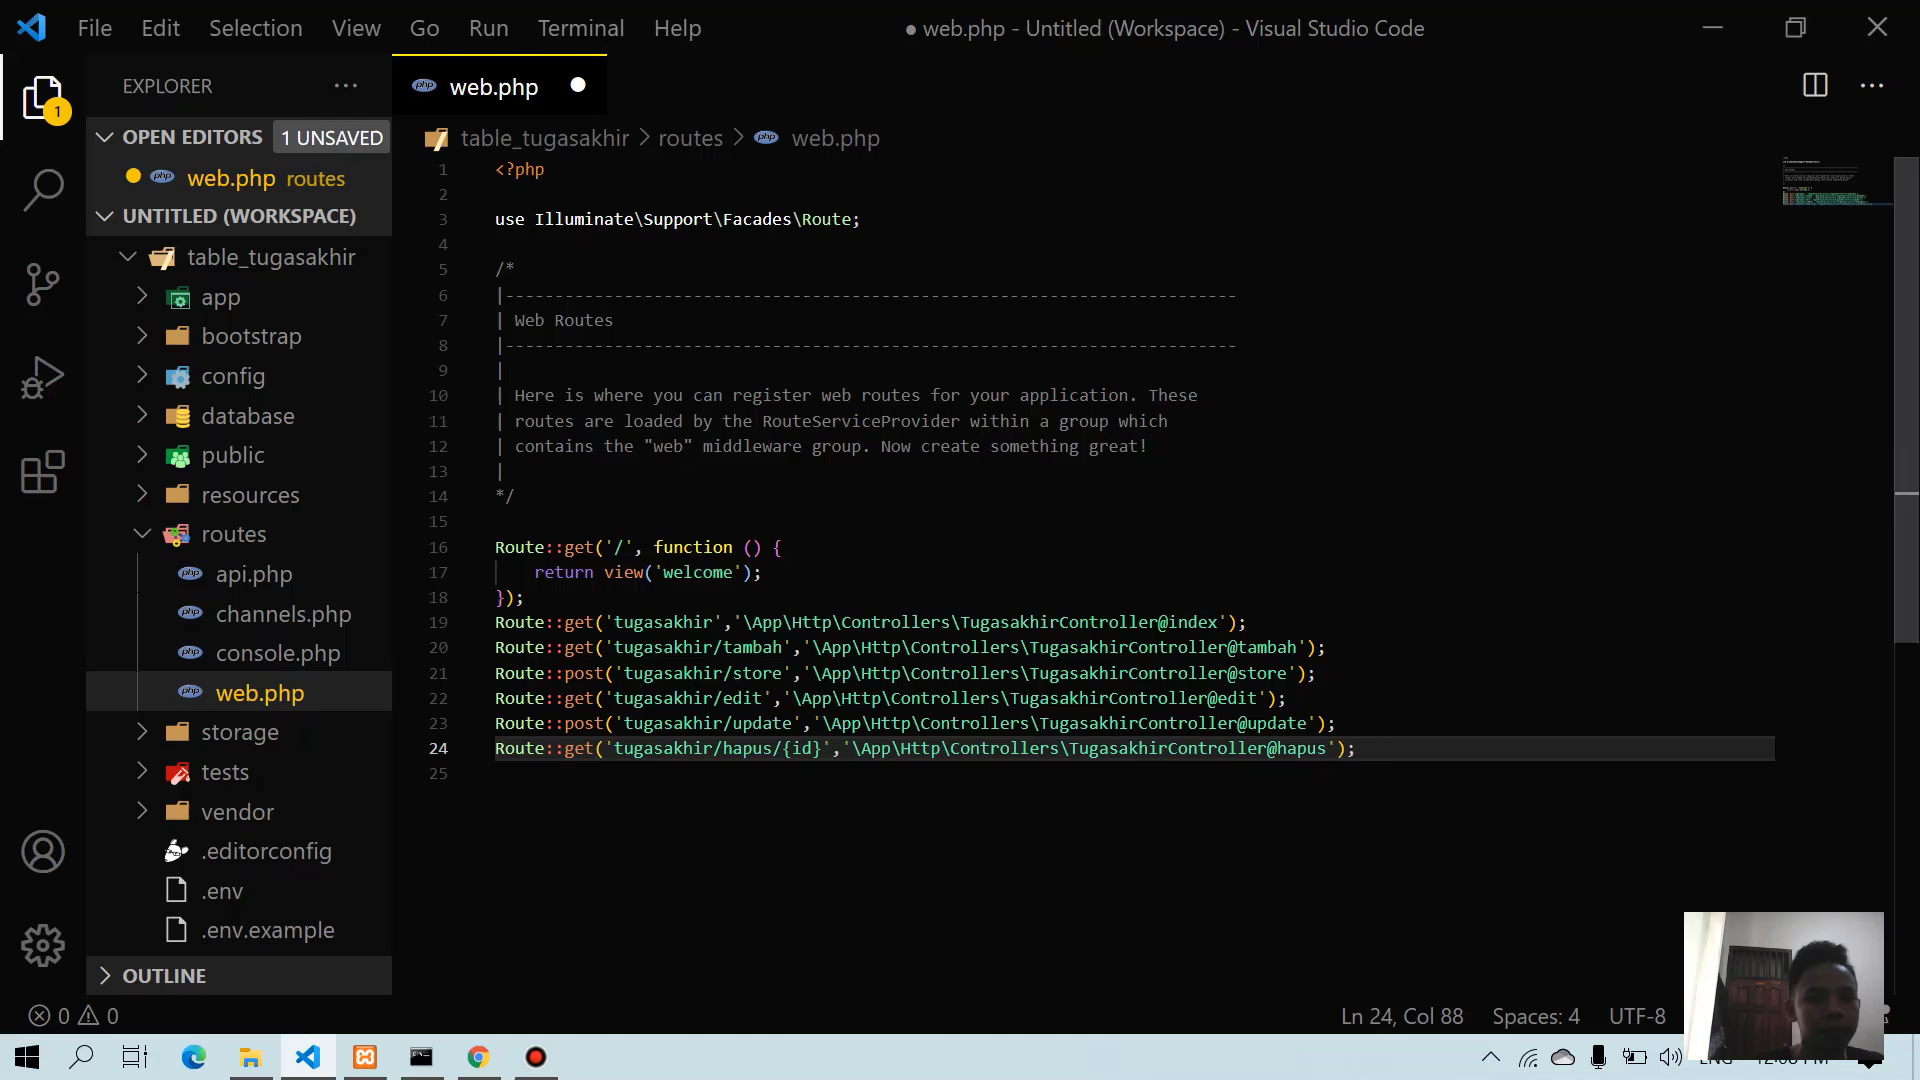 File Edit Selection View Go Run Terminal Help
● web.php - Untitled (Workspace) - Visual Studio Code
EXPLORER
web.php
1
OPEN EDITORS 1 UNSAVED
web.php routes
UNTITLED (WORKSPACE)
table_tugasakhir
app
bootstrap
config
database
public
resources
routes
api.php
channels.php
console.php
web.php
storage
tests
vendor
.editorconfig
.env
.env.example
OUTLINE
table_tugasakhir > routes > web.php
1 <?php
2
3 use Illuminate\Support\Facades\Route;
4
5 /*
6 |--------------------------------------------------------------------------
7 | Web Routes
8 |--------------------------------------------------------------------------
9 |
10 | Here is where you can register web routes for your application. These
11 | routes are loaded by the RouteServiceProvider within a group which
12 | contains the "web" middleware group. Now create something great!
13 |
14 */
15
16 Route::get('/', function () {
17 return view('welcome');
18 });
19 Route::get('tugasakhir','\App\Http\Controllers\TugasakhirController@index');
20 Route::get('tugasakhir/tambah','\App\Http\Controllers\TugasakhirController@tambah');
21 Route::post('tugasakhir/store','\App\Http\Controllers\TugasakhirController@store');
22 Route::get('tugasakhir/edit','\App\Http\Controllers\TugasakhirController@edit');
23 Route::post('tugasakhir/update','\App\Http\Controllers\TugasakhirController@update');
24 Route::get('tugasakhir/hapus/{id}','\App\Http\Controllers\TugasakhirController@hapus');
25
0 0
Ln 24, Col 88 Spaces: 4 UTF-8